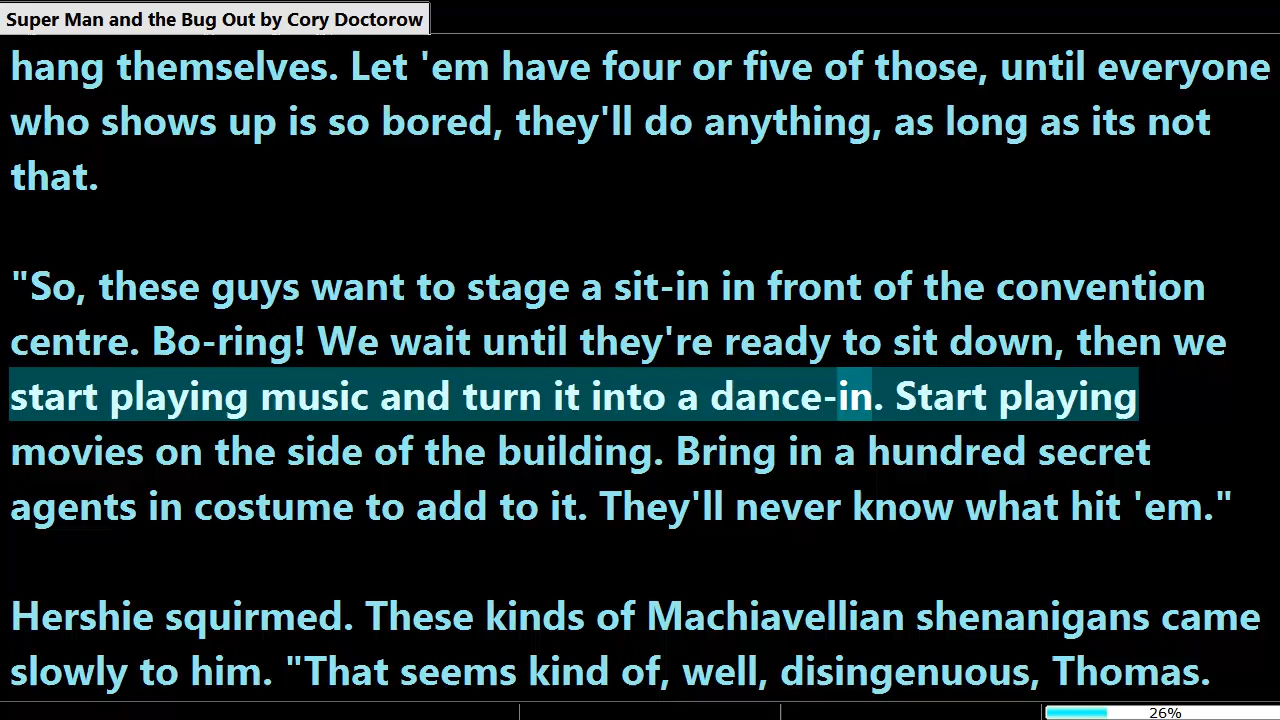 Super Man and the Bug Out by Cory Doctorow
hang themselves. Let 'em have four or five of those, until everyone
who shows up is so bored, they'll do anything, as long as its not
that.
"So, these guys want to stage a sit-in in front of the convention
centre. Bo-ring! We wait until they're ready to sit down, then we
start playing music and turn it into a dance-in. Start playing
movies on the side of the building. Bring in a hundred secret
agents in costume to add to it. They'll never know what hit 'em."
Hershie squirmed. These kinds of Machiavellian shenanigans came
slowly to him. "That seems kind of, well, disingenuous, Thomas.
26%